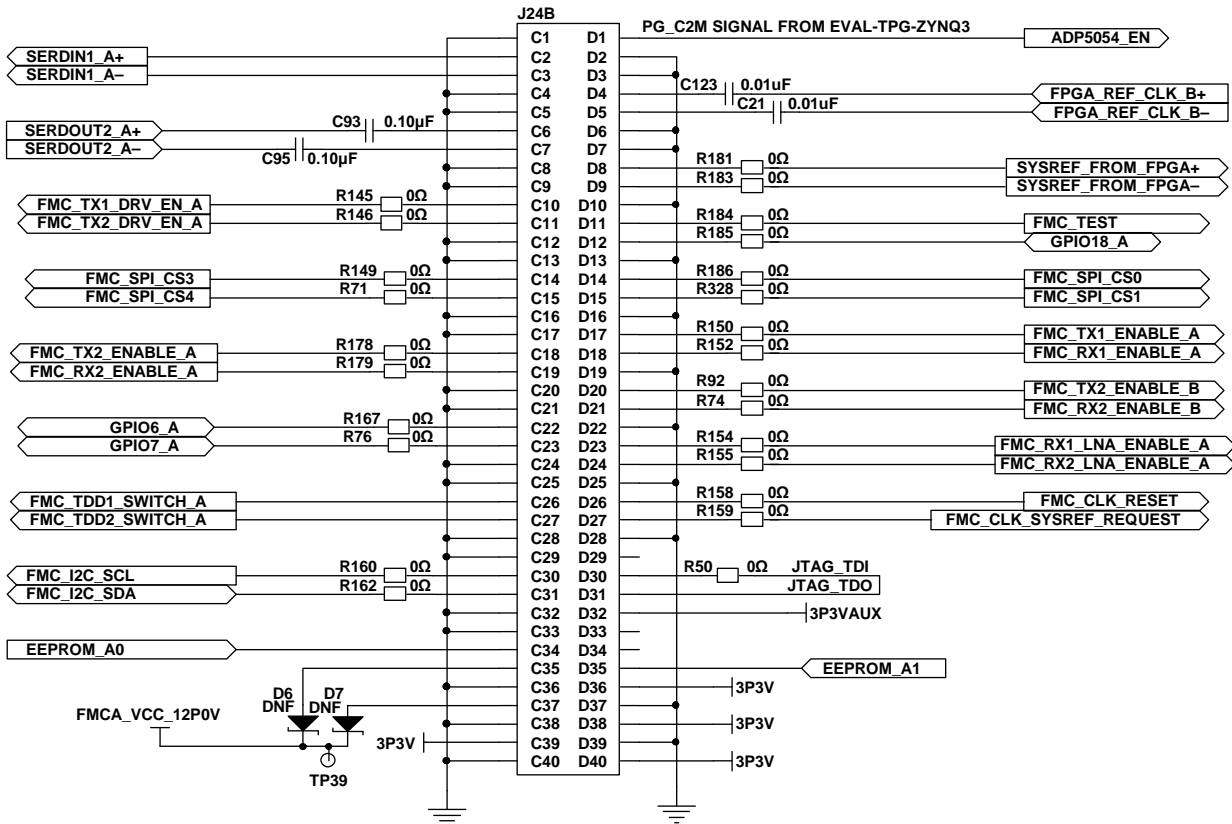 J24B
PG_C2M SIGNAL FROM EVAL-TPG-ZYNQ3
C1 D1 ADP5054_EN
SERDIN1_A+ C2 D2
SERDIN1_A– C3 D3
C4 D4 C123 0.01uF FPGA_REF_CLK_B+
C5 D5 C21 0.01uF FPGA_REF_CLK_B–
SERDOUT2_A+ C93 0.10µF C6 D6
SERDOUT2_A– C95 0.10µF C7 D7
C8 D8 R181 0Ω SYSREF_FROM_FPGA+
C9 D9 R183 0Ω SYSREF_FROM_FPGA–
FMC_TX1_DRV_EN_A R145 0Ω C10 D10
FMC_TX2_DRV_EN_A R146 0Ω C11 D11 R184 0Ω FMC_TEST
C12 D12 R185 0Ω GPIO18_A
C13 D13
FMC_SPI_CS3 R149 0Ω C14 D14 R186 0Ω FMC_SPI_CS0
FMC_SPI_CS4 R71 0Ω C15 D15 R328 0Ω FMC_SPI_CS1
C16 D16
C17 D17 R150 0Ω FMC_TX1_ENABLE_A
FMC_TX2_ENABLE_A R178 0Ω C18 D18 R152 0Ω FMC_RX1_ENABLE_A
FMC_RX2_ENABLE_A R179 0Ω C19 D19
C20 D20 R92 0Ω FMC_TX2_ENABLE_B
C21 D21 R74 0Ω FMC_RX2_ENABLE_B
GPIO6_A R167 0Ω C22 D22
GPIO7_A R76 0Ω C23 D23 R154 0Ω FMC_RX1_LNA_ENABLE_A
C24 D24 R155 0Ω FMC_RX2_LNA_ENABLE_A
C25 D25
FMC_TDD1_SWITCH_A C26 D26 R158 0Ω FMC_CLK_RESET
FMC_TDD2_SWITCH_A C27 D27 R159 0Ω FMC_CLK_SYSREF_REQUEST
C28 D28
C29 D29
FMC_I2C_SCL R160 0Ω C30 D30 R50 0Ω JTAG_TDI
FMC_I2C_SDA R162 0Ω C31 D31 JTAG_TDO
C32 D32 3P3VAUX
C33 D33
EEPROM_A0 C34 D34
C35 D35 EEPROM_A1
C36 D36 3P3V
D6 DNF D7 DNF C37 D37
FMCA_VCC_12P0V C38 D38 3P3V
3P3V C39 D39
C40 D40 3P3V
TP39